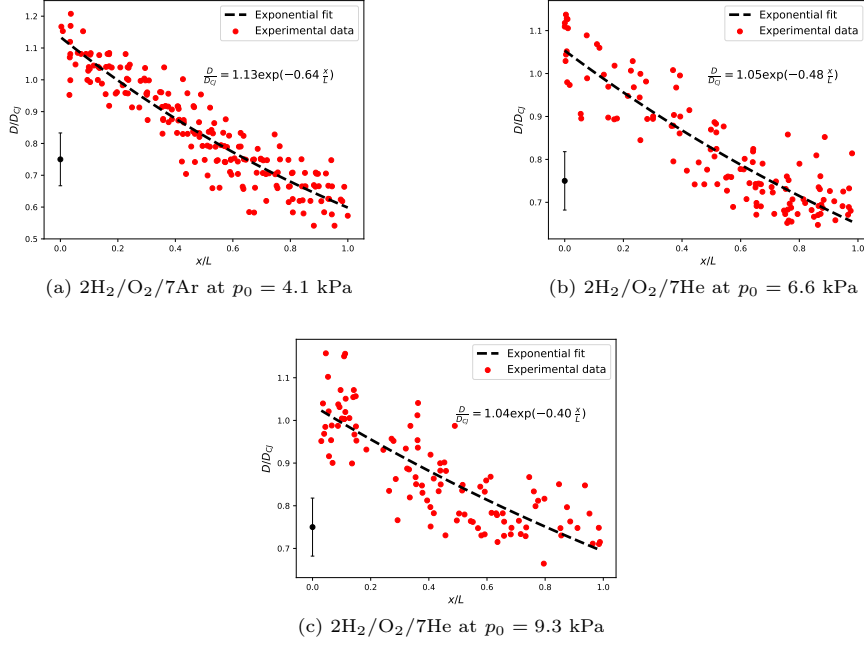 Exponential fit
Experimental data
D/D_CJ = 1.13exp(−0.64 x/L)
D/D_CJ
1.2
1.1
1.0
0.9
0.8
0.7
0.6
0.5
0.0
0.2
0.4
0.6
0.8
1.0
x/L
(a) 2H₂/O₂/7Ar at p₀ = 4.1 kPa
Exponential fit
Experimental data
D/D_CJ = 1.05exp(−0.48 x/L)
D/D_CJ
1.1
1.0
0.9
0.8
0.7
0.0
0.2
0.4
0.6
0.8
1.0
x/L
(b) 2H₂/O₂/7He at p₀ = 6.6 kPa
Exponential fit
Experimental data
D/D_CJ = 1.04exp(−0.40 x/L)
D/D_CJ
1.1
1.0
0.9
0.8
0.7
0.0
0.2
0.4
0.6
0.8
1.0
x/L
(c) 2H₂/O₂/7He at p₀ = 9.3 kPa